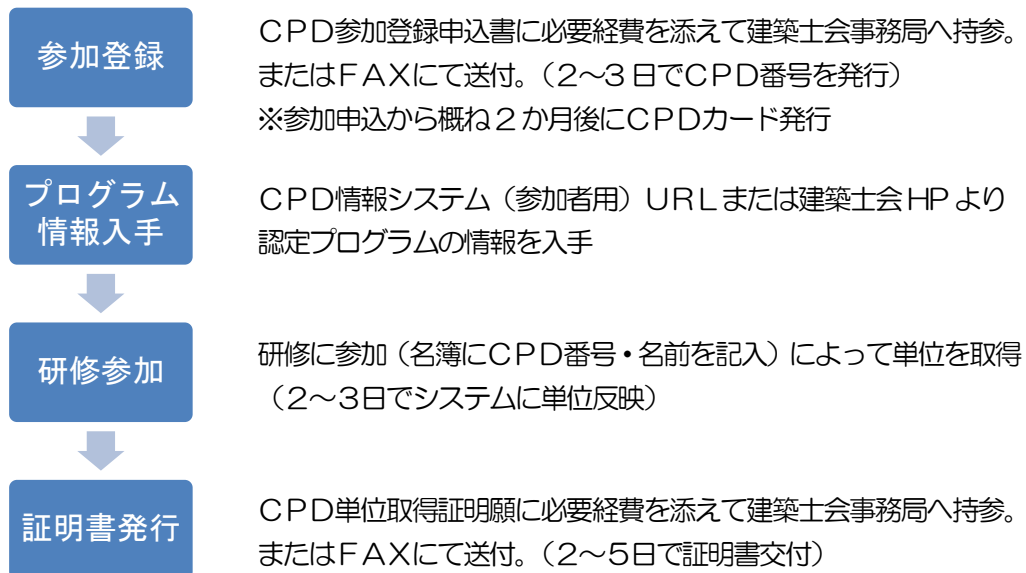 参加登録
CPD参加登録申込書に必要経費を添えて建築士会事務局へ持参。
またはFAXにて送付。（2～3日でCPD番号を発行）
※参加申込から概ね2か月後にCPDカード発行
プログラム
情報入手
CPD情報システム（参加者用）URLまたは建築士会HPより
認定プログラムの情報を入手
研修参加
研修に参加（名簿にCPD番号・名前を記入）によって単位を取得
（2～3日でシステムに単位反映）
証明書発行
CPD単位取得証明願に必要経費を添えて建築士会事務局へ持参。
またはFAXにて送付。（2～5日で証明書交付）